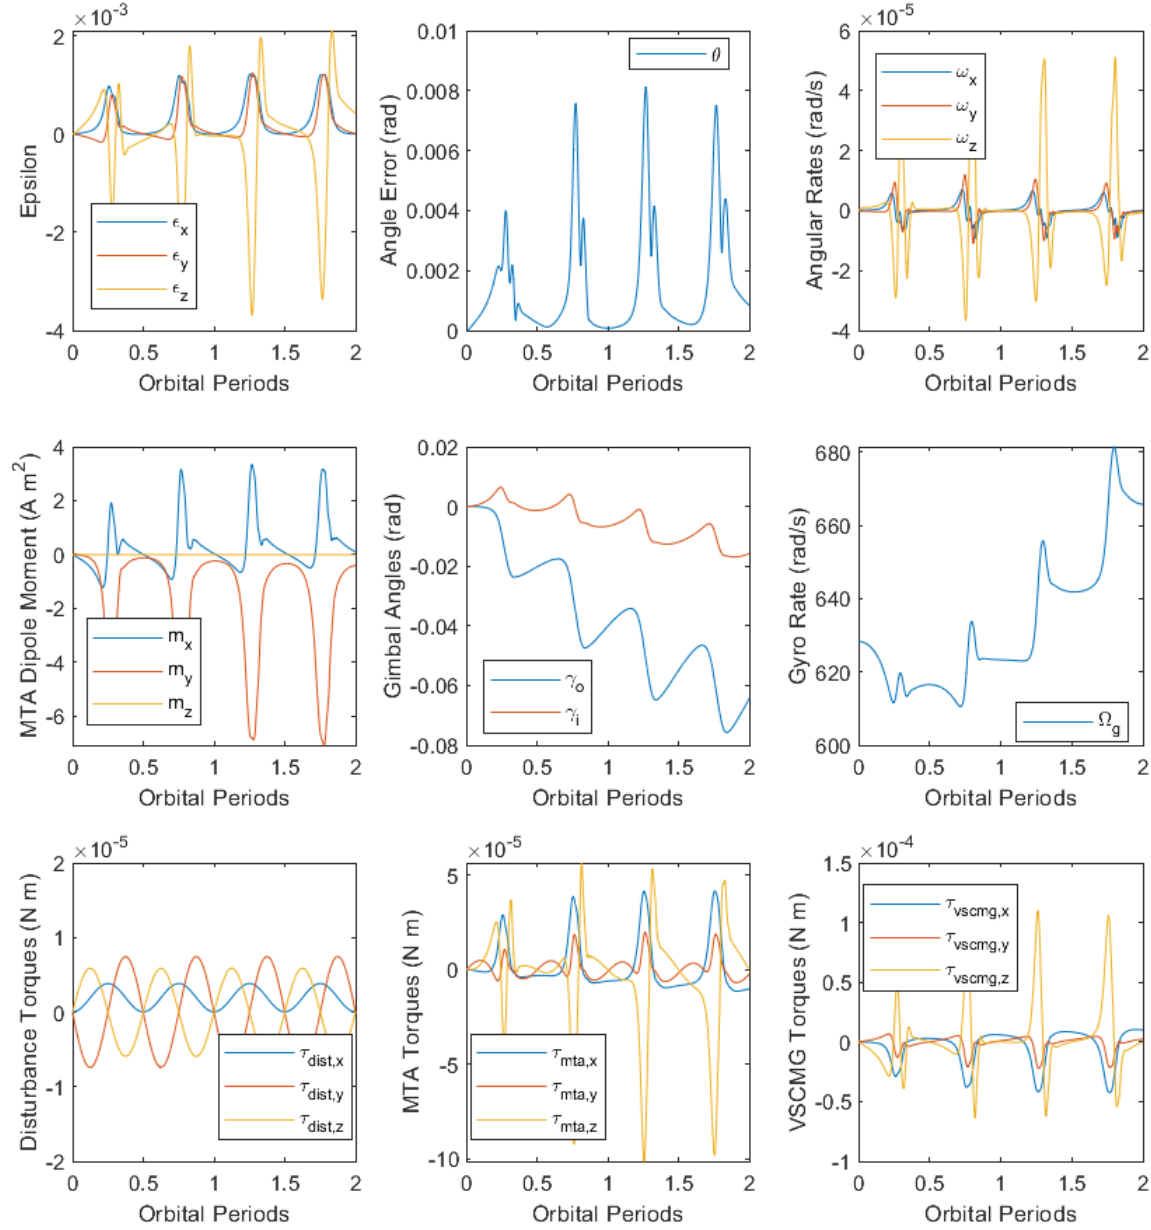 ×10⁻³
2
0
-2
-4
Epsilon
ϵx
ϵy
ϵz
0 0.5 1 1.5 2
Orbital Periods
0.01
0.008
0.006
0.004
0.002
0
Angle Error (rad)
θ
0 0.5 1 1.5 2
Orbital Periods
×10⁻⁵
6
4
2
0
-2
-4
Angular Rates (rad/s)
ωx
ωy
ωz
0 0.5 1 1.5 2
Orbital Periods
4
2
0
-2
-4
-6
MTA Dipole Moment (A m²)
mx
my
mz
0 0.5 1 1.5 2
Orbital Periods
0.02
0
-0.02
-0.04
-0.06
-0.08
Gimbal Angles (rad)
γo
γi
0 0.5 1 1.5 2
Orbital Periods
680
660
640
620
600
Gyro Rate (rad/s)
Ωg
0 0.5 1 1.5 2
Orbital Periods
×10⁻⁵
2
1
0
-1
-2
Disturbance Torques (N m)
τdist,x
τdist,y
τdist,z
0 0.5 1 1.5 2
Orbital Periods
×10⁻⁵
5
0
-5
-10
MTA Torques (N m)
τmta,x
τmta,y
τmta,z
0 0.5 1 1.5 2
Orbital Periods
×10⁻⁴
1.5
1
0.5
0
-0.5
-1
VSCMG Torques (N m)
τvscmg,x
τvscmg,y
τvscmg,z
0 0.5 1 1.5 2
Orbital Periods